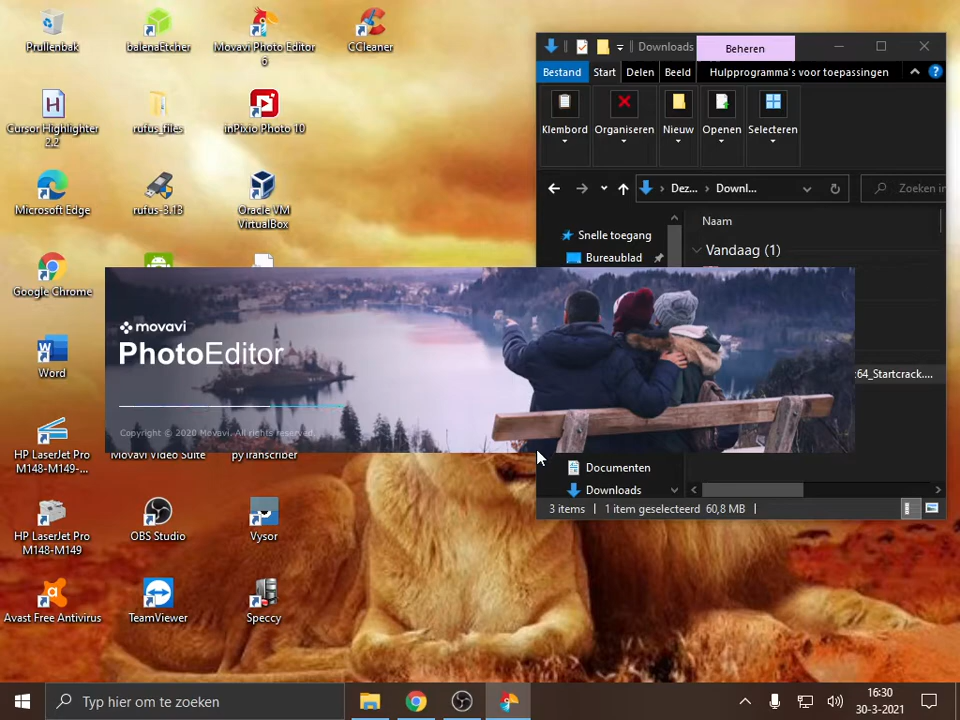 Prullenbak
balenaEtcher
Movavi Photo Editor
6
CCleaner
Cursor Highlighter
2.2
rufus_files
inPixio Photo 10
Microsoft Edge
rufus-3.13
Oracle VM
VirtualBox
Google Chrome
Word
HP LaserJet Pro
M148-M149-...
Movavi Video Suite
pyTranscriber
HP LaserJet Pro
M148-M149
OBS Studio
Vysor
Avast Free Antivirus
TeamViewer
Speccy
movavi
PhotoEditor
Copyright © 2020 Movavi. All rights reserved.
Downloads
Beheren
Bestand
Start
Delen
Beeld
Hulpprogramma's voor toepassingen
Klembord
Organiseren
Nieuw
Openen
Selecteren
Dez...
Downl...
Zoeken in
Naam
Snelle toegang
Vandaag (1)
Bureaublad
64_Startcrack....
Documenten
Downloads
3 items
1 item geselecteerd 60,8 MB
Typ hier om te zoeken
16:30
30-3-2021